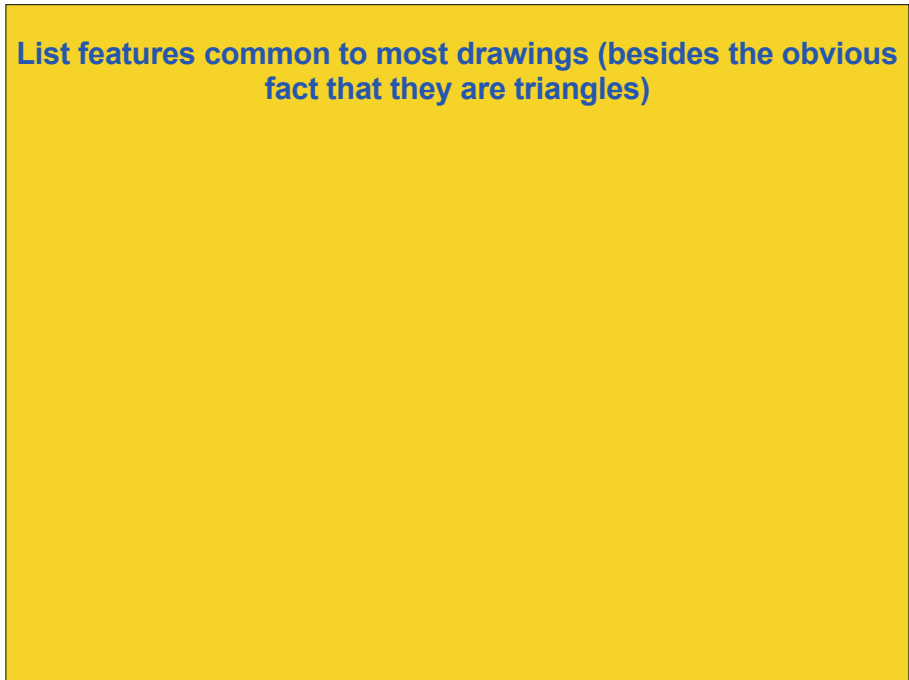 List features common to most drawings (besides the obvious
fact that they are triangles)